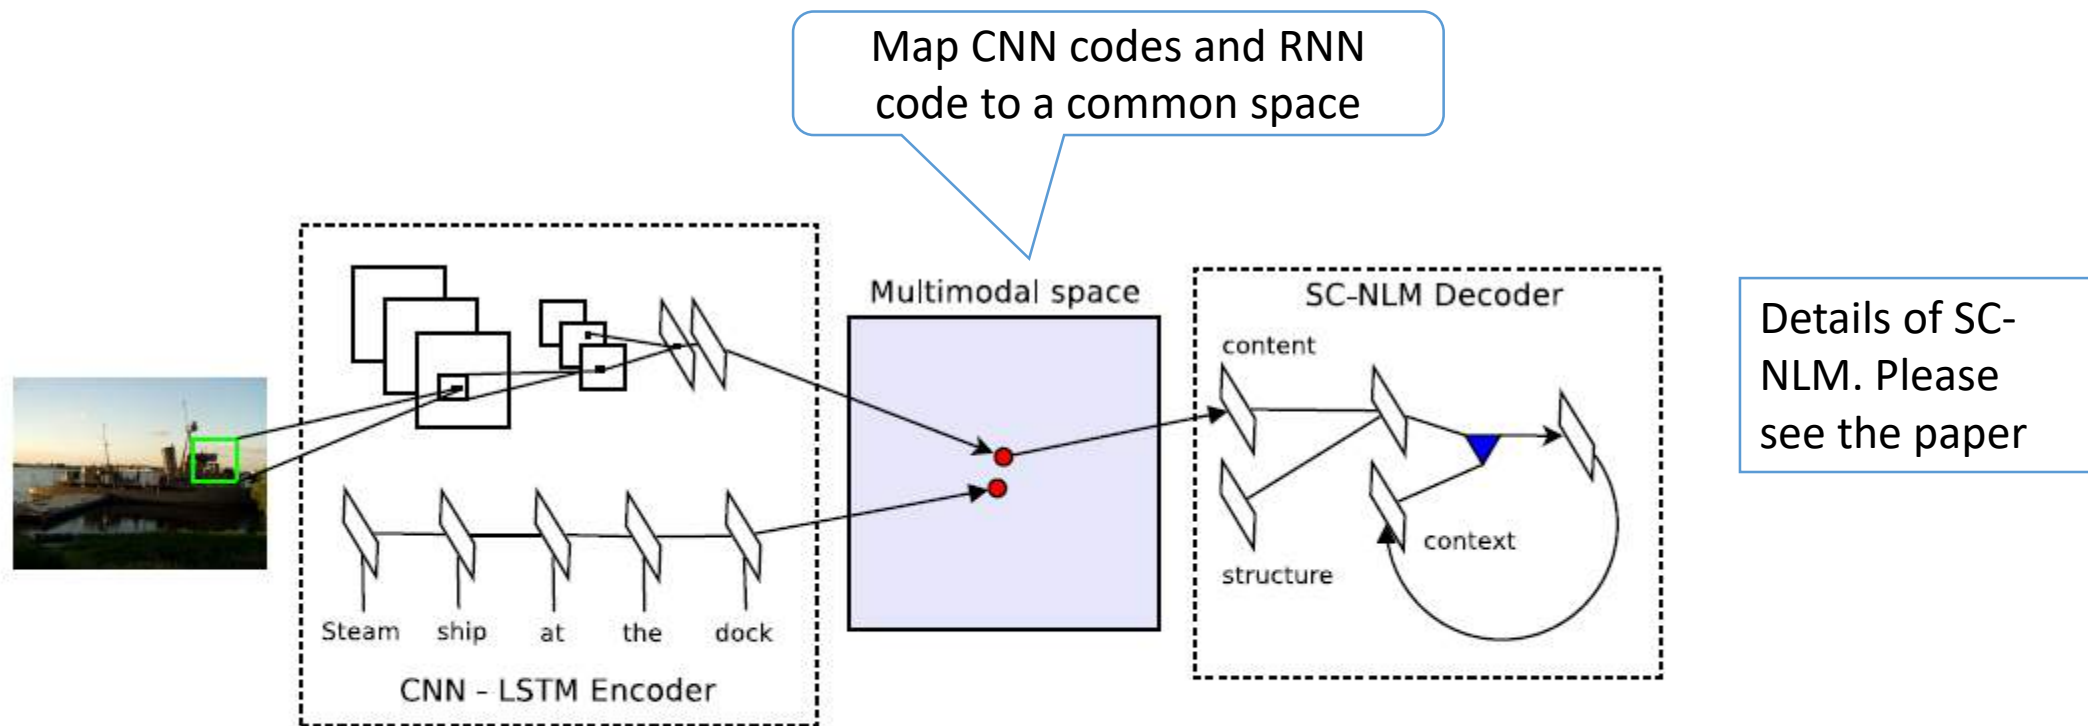 Map CNN codes and RNN
code to a common space
Multimodal space
SC-NLM Decoder
content
structure
context
Steam ship at the dock
CNN - LSTM Encoder
Details of SC-
NLM. Please
see the paper